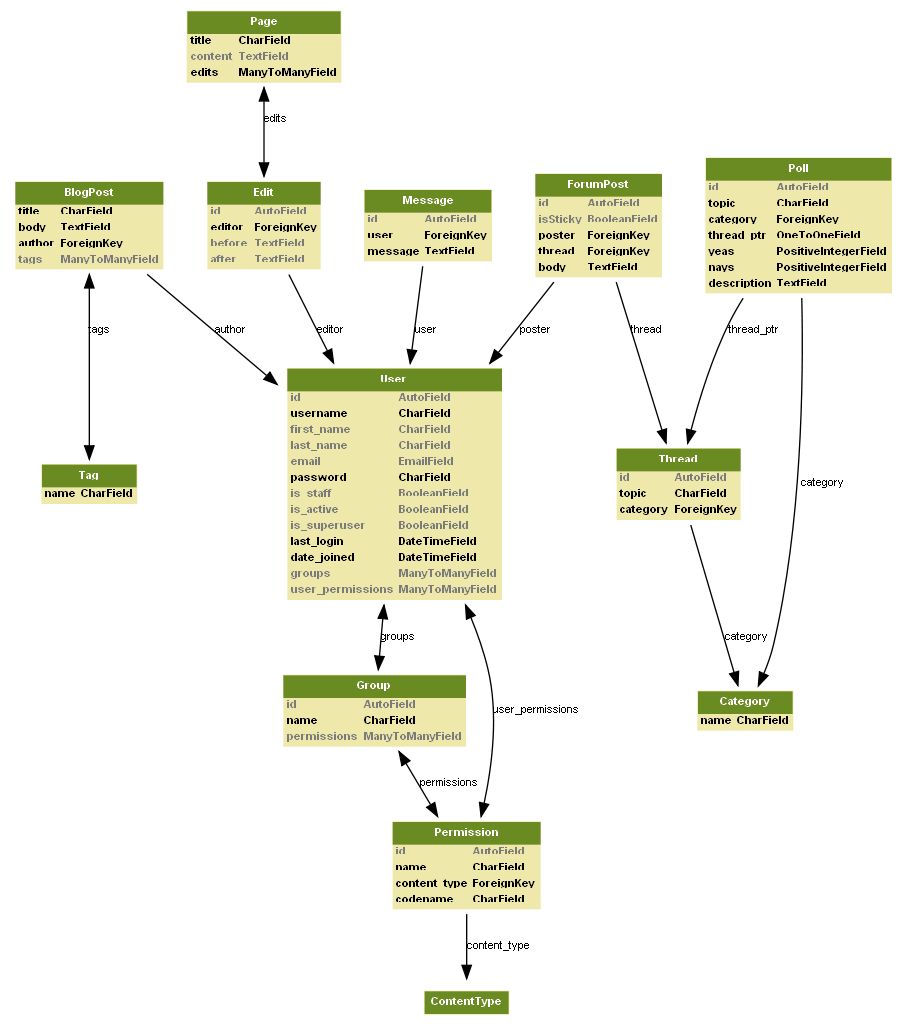 Page
title CharField
content TextField
edits ManyToManyField
edits
BlogPost
title CharField
body TextField
author ForeignKey
tags ManyToManyField
Edit
id AutoField
editor ForeignKey
before TextField
after TextField
Message
id AutoField
user ForeignKey
message TextField
ForumPost
id AutoField
isSticky BooleanField
poster ForeignKey
thread ForeignKey
body TextField
Poll
id AutoField
topic CharField
category ForeignKey
thread_ptr OneToOneField
yeas PositiveIntegerField
nays PositiveIntegerField
description TextField
tags
author
editor
user
poster
thread
thread_ptr
category
User
id AutoField
username CharField
first_name CharField
last_name CharField
email EmailField
password CharField
is_staff BooleanField
is_active BooleanField
is_superuser BooleanField
last_login DateTimeField
date_joined DateTimeField
groups ManyToManyField
user_permissions ManyToManyField
Tag
name CharField
Thread
id AutoField
topic CharField
category ForeignKey
groups
user_permissions
category
Group
id AutoField
name CharField
permissions ManyToManyField
Category
name CharField
permissions
Permission
id AutoField
name CharField
content_type ForeignKey
codename CharField
content_type
ContentType